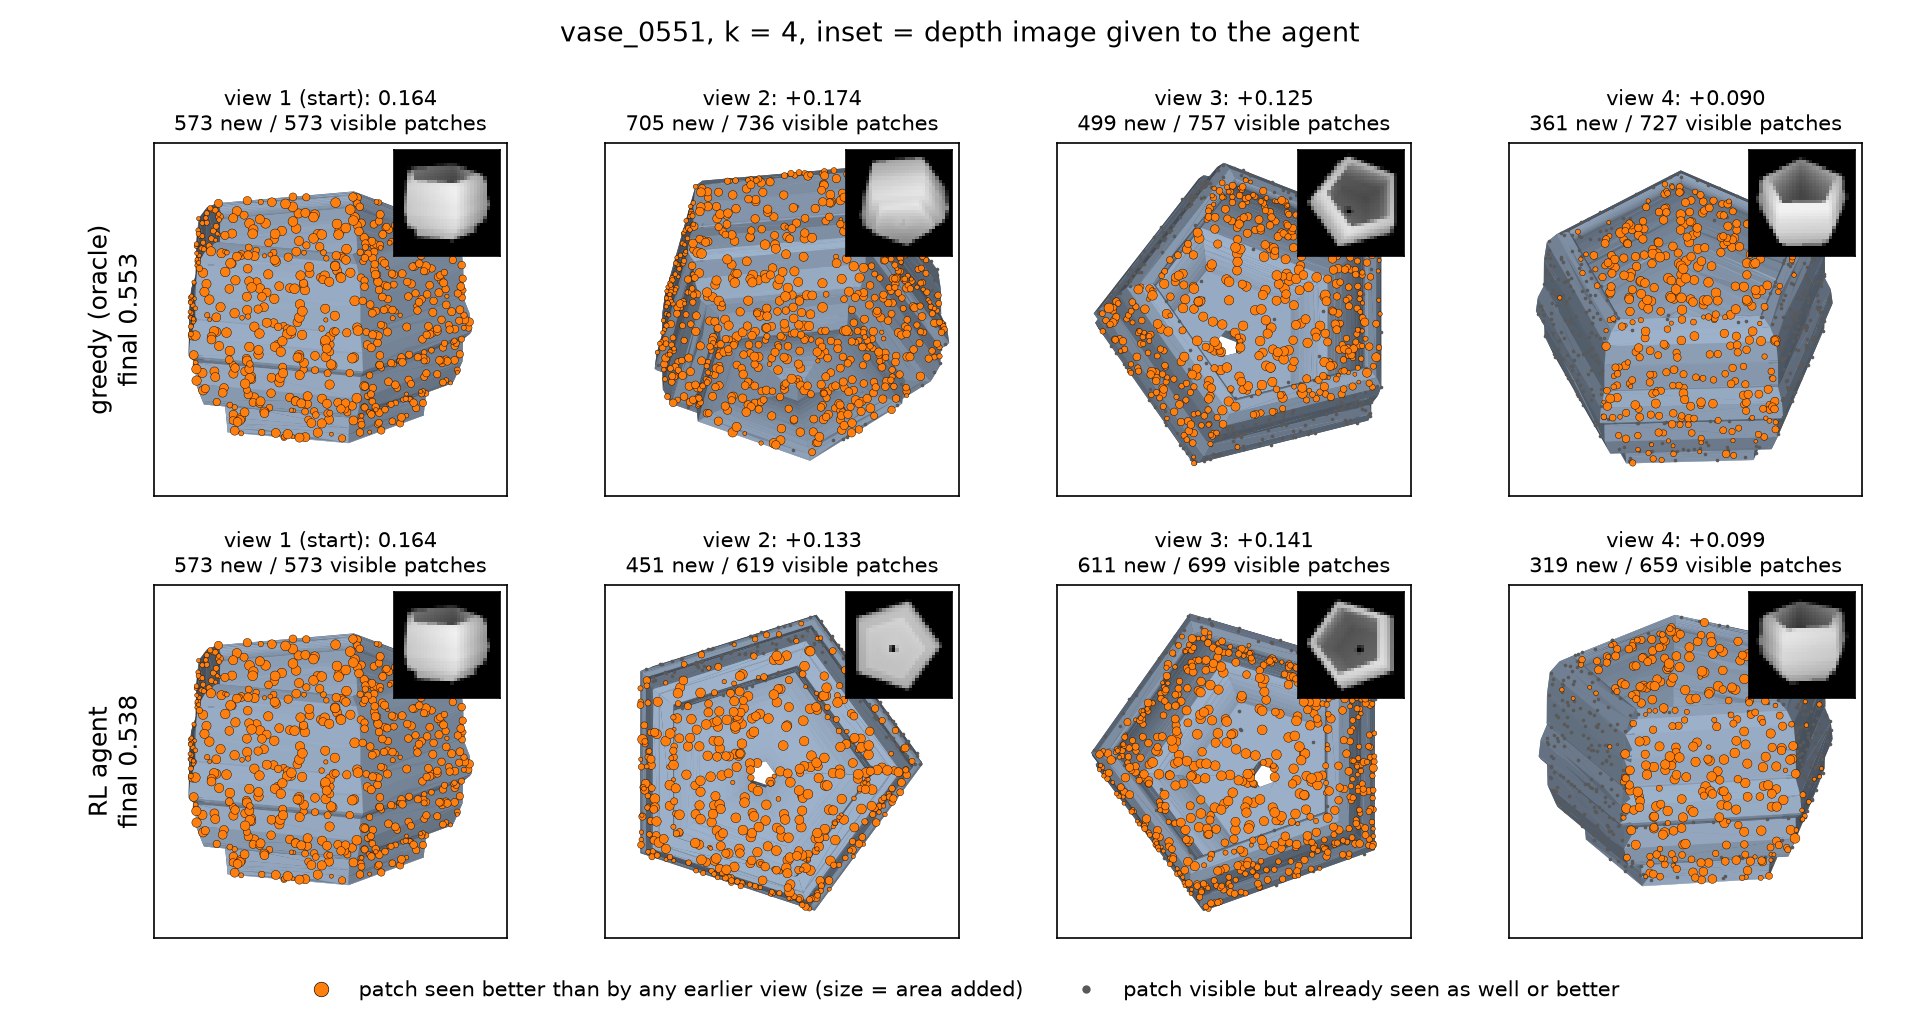 vase_0551, k = 4, inset = depth image given to the agent
greedy (oracle)
final 0.553
view 1 (start): 0.164
573 new / 573 visible patches
view 2: +0.174
705 new / 736 visible patches
view 3: +0.125
499 new / 757 visible patches
view 4: +0.090
361 new / 727 visible patches
RL agent
final 0.538
view 1 (start): 0.164
573 new / 573 visible patches
view 2: +0.133
451 new / 619 visible patches
view 3: +0.141
611 new / 699 visible patches
view 4: +0.099
319 new / 659 visible patches
patch seen better than by any earlier view (size = area added)
patch visible but already seen as well or better